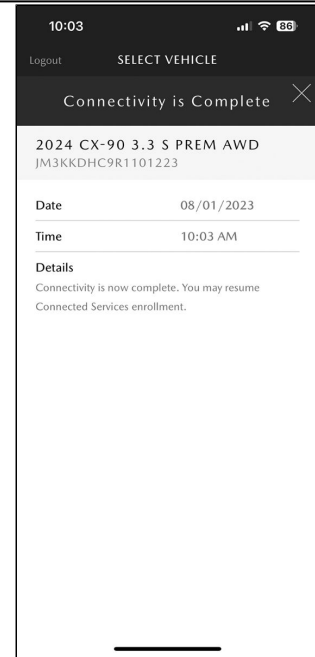 10:03 86
Logout SELECT VEHICLE
Connectivity is Complete
2024 CX-90 3.3 S PREM AWD
JM3KKDHC9R1101223
Date 08/01/2023
Time 10:03 AM
Details
Connectivity is now complete. You may resume
Connected Services enrollment.